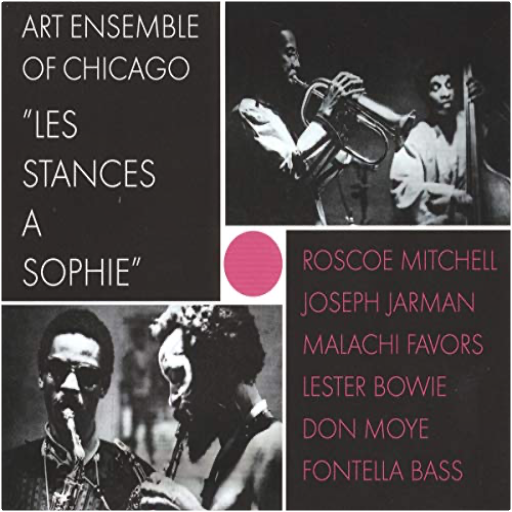 ART ENSEMBLE
OF CHICAGO
"LES
STANCES
A
SOPHIE"
ROSCOE MITCHELL
JOSEPH JARMAN
MALACHI FAVORS
LESTER BOWIE
DON MOYE
FONTELLA BASS